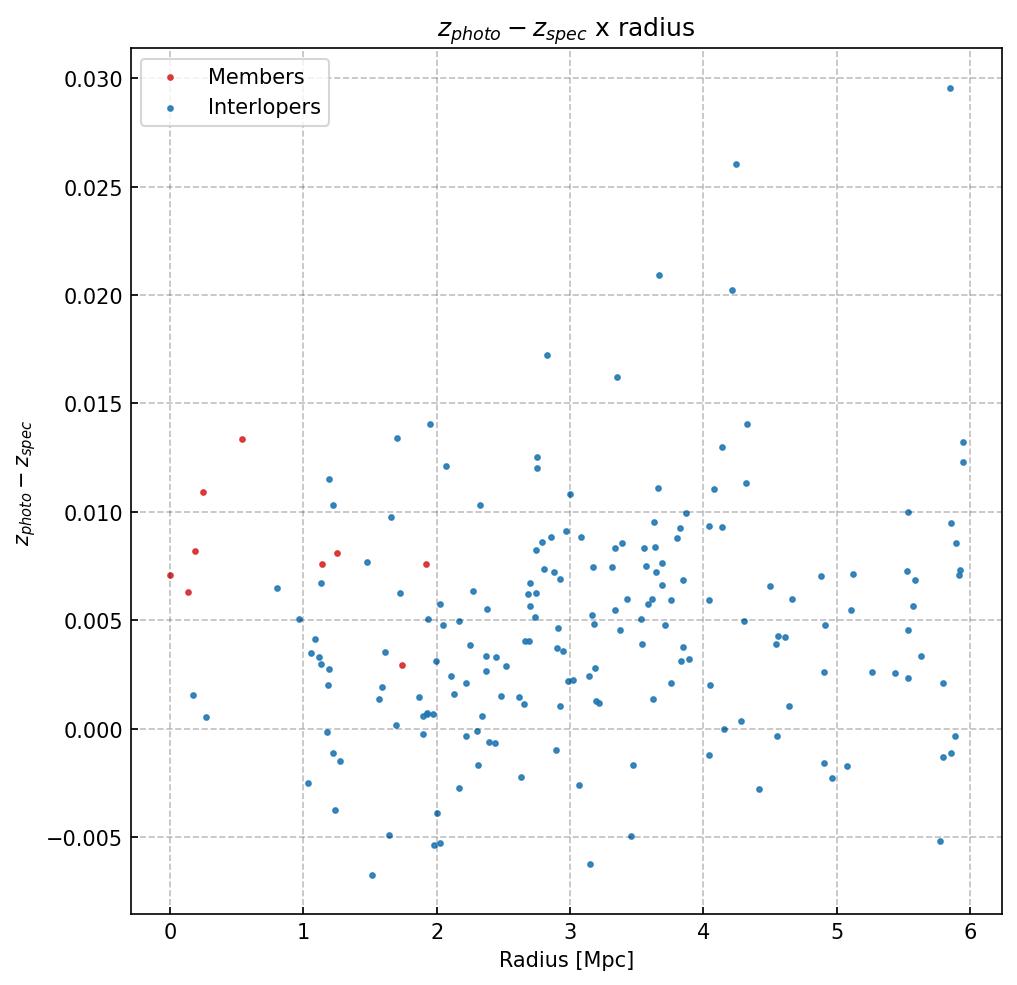 z_photo − z_spec x radius
Members
Interlopers
0.030
0.025
0.020
0.015
0.010
0.005
0.000
−0.005
z_photo − z_spec
0 1 2 3 4 5 6
Radius [Mpc]